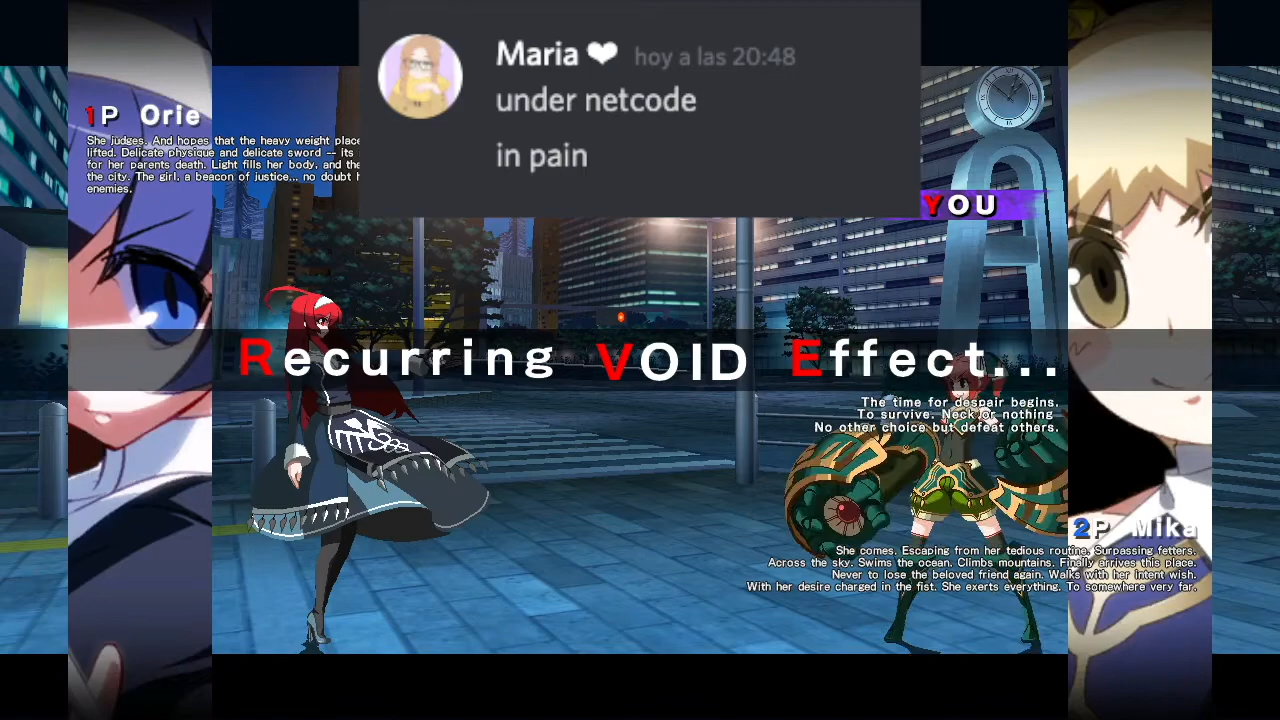 Maria ❤ hoy a las 20:48
under netcode
in pain
1P Orie
She judges. And hopes that the heavy weight place
lifted. Delicate physique and delicate sword — its
for her parents death. Light fills her body, and the
the city. The girl, a beacon of justice... no doubt h
enemies.
YOU
Recurring VOID Effect...
The time for despair begins.
To survive. Neck or nothing
No other choice but defeat others.
2P Mika
She comes. Escaping from her tedious routine. Surpassing fetters.
Across the sky. Swims the ocean. Climbs mountains. Finally arrives this place.
Never to lose the beloved friend again. Walks with her intent wish.
With her desire charged in the fist. She exerts everything. To somewhere very far.